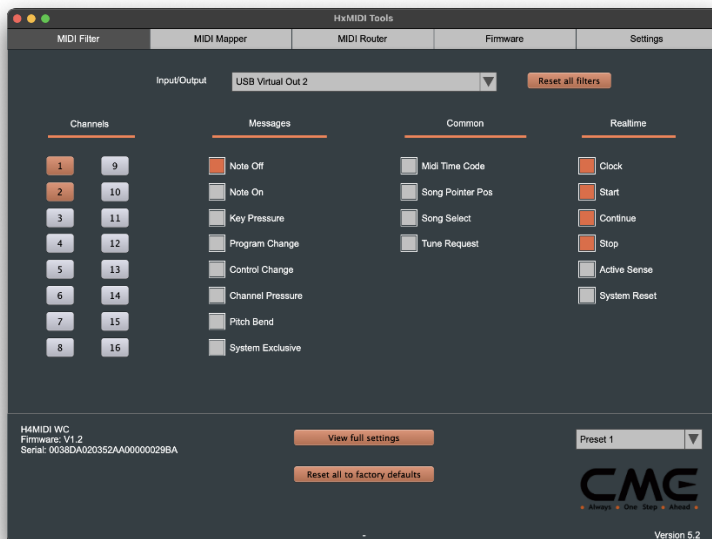 HxMIDI Tools
MIDI Filter MIDI Mapper MIDI Router Firmware Settings
Input/Output USB Virtual Out 2 Reset all filters
Channels Messages Common Realtime
1 9 Note Off Midi Time Code Clock
2 10 Note On Song Pointer Pos Start
3 11 Key Pressure Song Select Continue
4 12 Program Change Tune Request Stop
5 13 Control Change Active Sense
6 14 Channel Pressure System Reset
7 15 Pitch Bend
8 16 System Exclusive
H4MIDI WC
Firmware: V1.2
Serial: 0038DA020352AA00000029BA
View full settings Preset 1
Reset all to factory defaults
CME
Always One Step Ahead
- Version 5.2